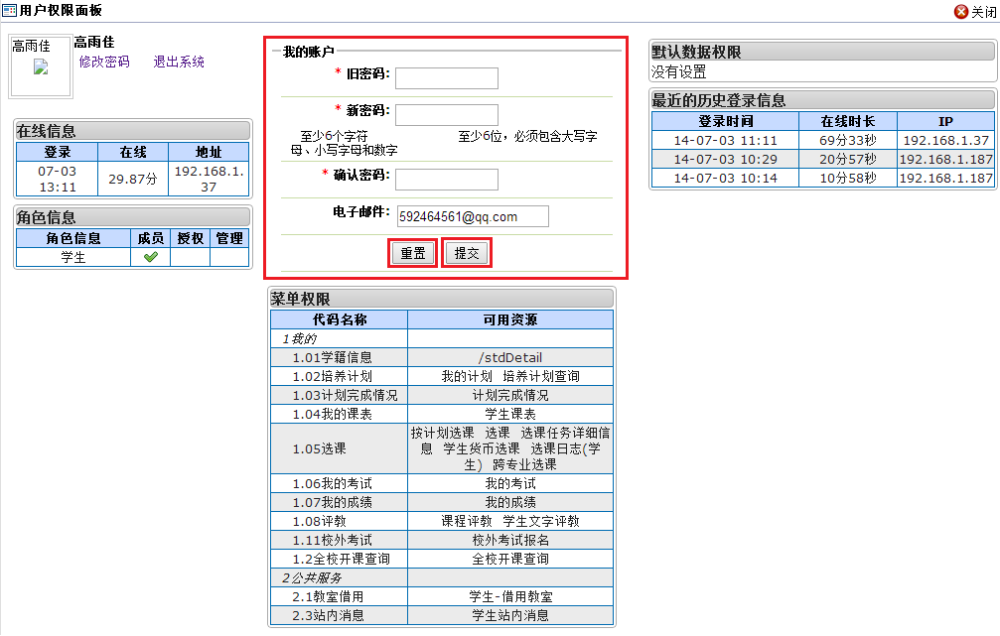 用户权限面板
关闭
高雨佳
高雨佳
修改密码 退出系统
在线信息
登录 在线 地址
07-03 13:11 29.87分 192.168.1.37
角色信息
角色信息 成员 授权 管理
学生
我的账户
* 旧密码:
* 新密码:
至少6个字符 至少6位，必须包含大写字
母、小写字母和数字
* 确认密码:
电子邮件: 592464561@qq.com
重置 提交
菜单权限
代码名称 可用资源
1我的
1.01学籍信息 /stdDetail
1.02培养计划 我的计划 培养计划查询
1.03计划完成情况 计划完成情况
1.04我的课表 学生课表
1.05选课 按计划选课 选课 选课任务详细信
息 学生货币选课 选课日志(学
生) 跨专业选课
1.06我的考试 我的考试
1.07我的成绩 我的成绩
1.08评教 课程评教 学生文字评教
1.11校外考试 校外考试报名
1.2全校开课查询 全校开课查询
2公共服务
2.1教室借用 学生-借用教室
2.3站内消息 学生站内消息
默认数据权限
没有设置
最近的历史登录信息
登录时间 在线时长 IP
14-07-03 11:11 69分33秒 192.168.1.37
14-07-03 10:29 20分57秒 192.168.1.187
14-07-03 10:14 10分58秒 192.168.1.187